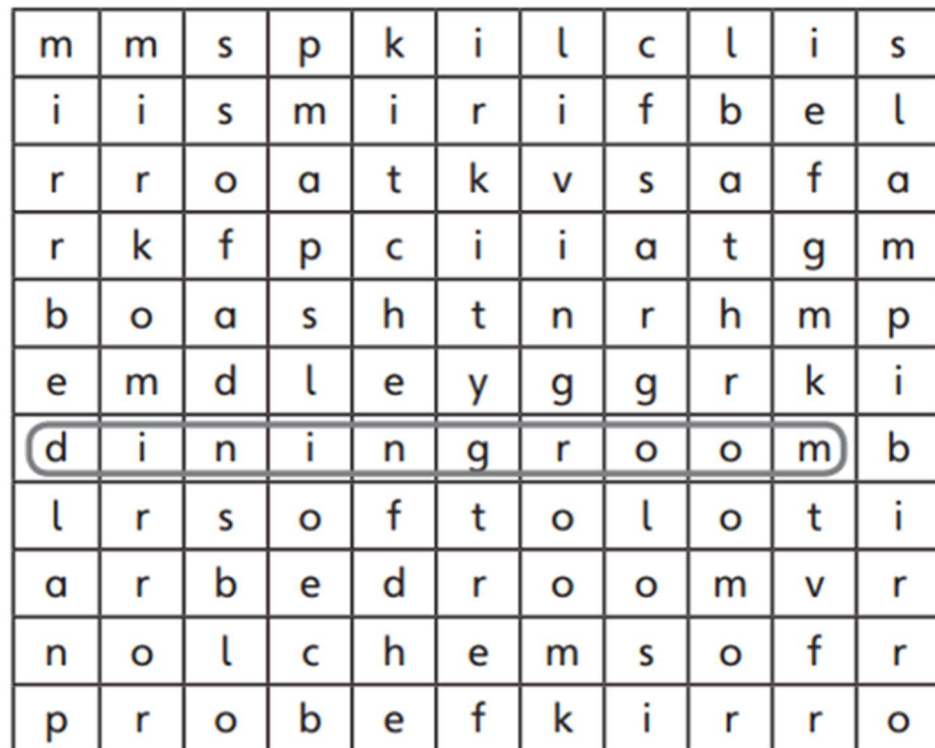 m m s p k i l c l i s
i i s m i r i f b e l
r r o a t k v s a f a
r k f p c i i a t g m
b o a s h t n r h m p
e m d l e y g g r k i
d i n i n g r o o m b
l r s o f t o l o t i
a r b e d r o o m v r
n o l c h e m s o f r
p r o b e f k i r r o